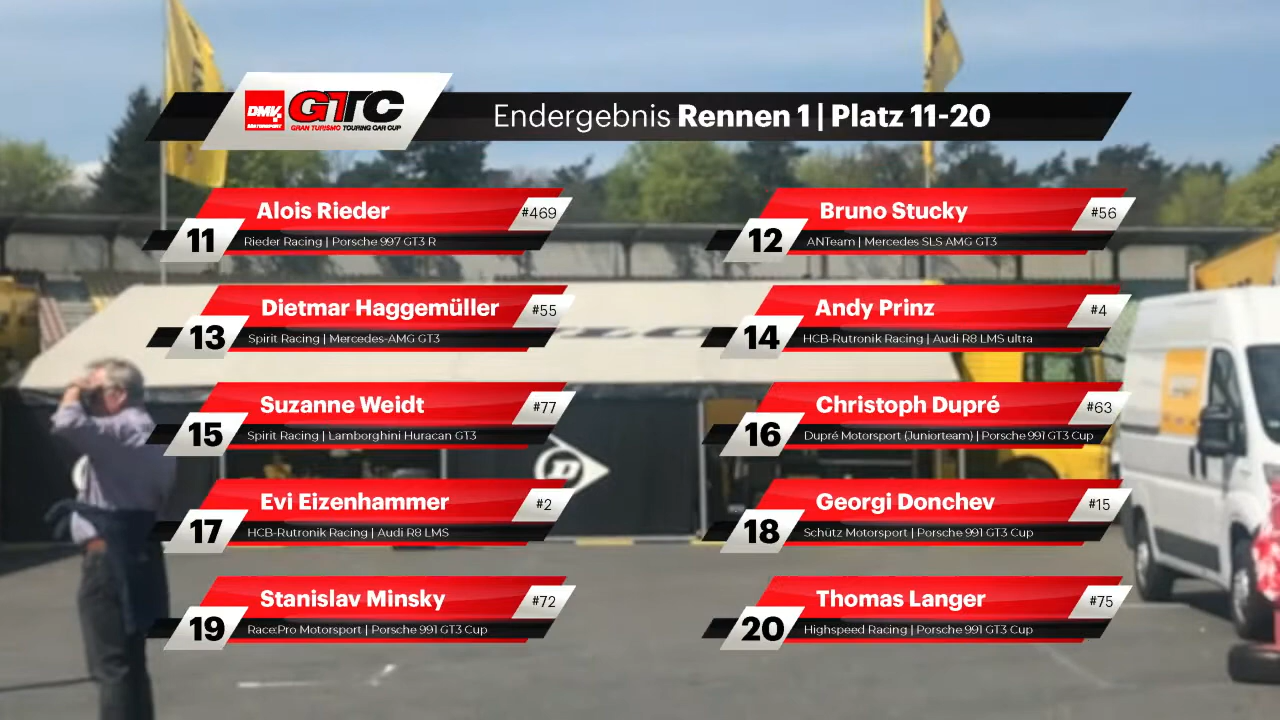 DMV
MOTORSPORT
GTC
GRAN TURISMO TOURING CAR CUP
Endergebnis Rennen 1 | Platz 11-20
Alois Rieder
#469
11
Rieder Racing | Porsche 997 GT3 R
Bruno Stucky
#56
12
ANTeam | Mercedes SLS AMG GT3
Dietmar Haggemüller
#55
13
Spirit Racing | Mercedes-AMG GT3
Andy Prinz
#4
14
HCB-Rutronik Racing | Audi R8 LMS ultra
Suzanne Weidt
#77
15
Spirit Racing | Lamborghini Huracan GT3
Christoph Dupré
#63
16
Dupré Motorsport (Juniorteam) | Porsche 991 GT3 Cup
Evi Eizenhammer
#2
17
HCB-Rutronik Racing | Audi R8 LMS
Georgi Donchev
#15
18
Schütz Motorsport | Porsche 991 GT3 Cup
Stanislav Minsky
#72
19
Race:Pro Motorsport | Porsche 991 GT3 Cup
Thomas Langer
#75
20
Highspeed Racing | Porsche 991 GT3 Cup
D